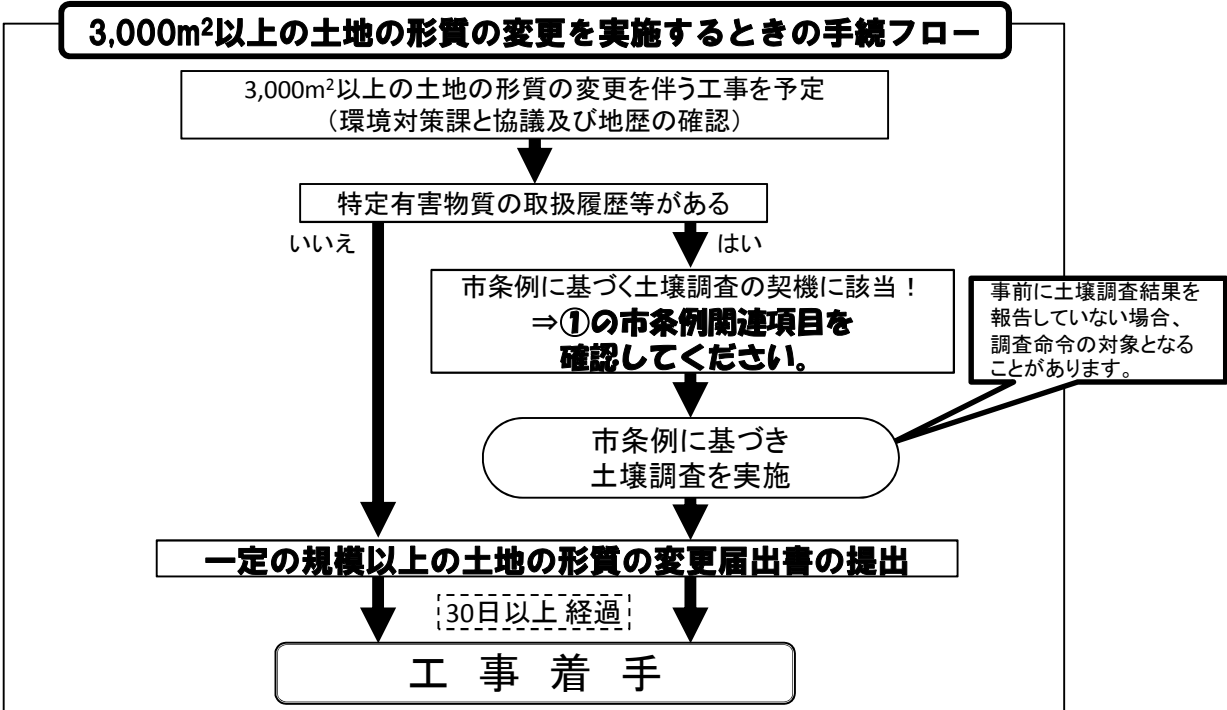 3,000m²以上の土地の形質の変更を実施するときの手続フロー
3,000m²以上の土地の形質の変更を伴う工事を予定
（環境対策課と協議及び地歴の確認）
特定有害物質の取扱履歴等がある
いいえ
はい
市条例に基づく土壌調査の契機に該当！
⇒①の市条例関連項目を
確認してください。
事前に土壌調査結果を
報告していない場合、
調査命令の対象となる
ことがあります。
市条例に基づき
土壌調査を実施
一定の規模以上の土地の形質の変更届出書の提出
30日以上 経過
工 事 着 手